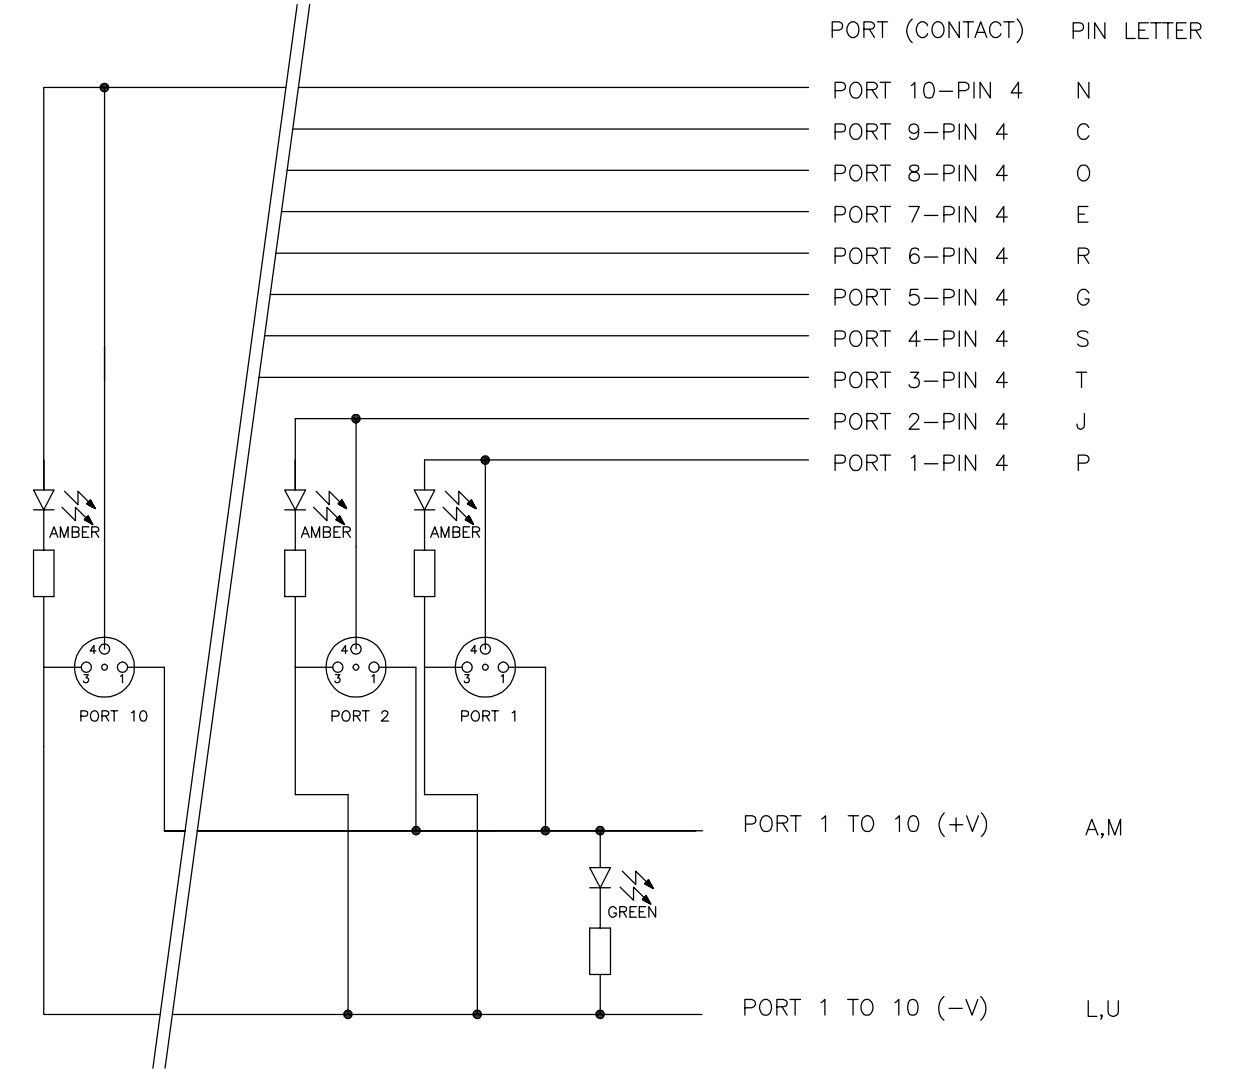 PORT (CONTACT) PIN LETTER
PORT 10-PIN 4 N
PORT 9-PIN 4 C
PORT 8-PIN 4 O
PORT 7-PIN 4 E
PORT 6-PIN 4 R
PORT 5-PIN 4 G
PORT 4-PIN 4 S
PORT 3-PIN 4 T
PORT 2-PIN 4 J
PORT 1-PIN 4 P
AMBER AMBER AMBER
4 4 4
3 1 3 1 3 1
PORT 10 PORT 2 PORT 1
PORT 1 TO 10 (+V) A,M
GREEN
PORT 1 TO 10 (-V) L,U